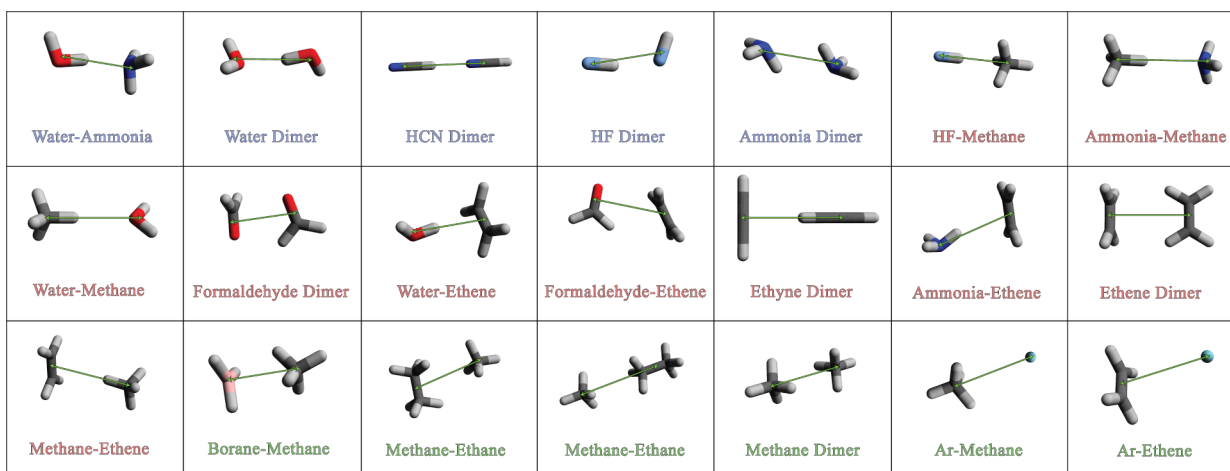 Water-Ammonia
Water Dimer
HCN Dimer
HF Dimer
Ammonia Dimer
HF-Methane
Ammonia-Methane
Water-Methane
Formaldehyde Dimer
Water-Ethene
Formaldehyde-Ethene
Ethyne Dimer
Ammonia-Ethene
Ethene Dimer
Methane-Ethene
Borane-Methane
Methane-Ethane
Methane-Ethane
Methane Dimer
Ar-Methane
Ar-Ethene